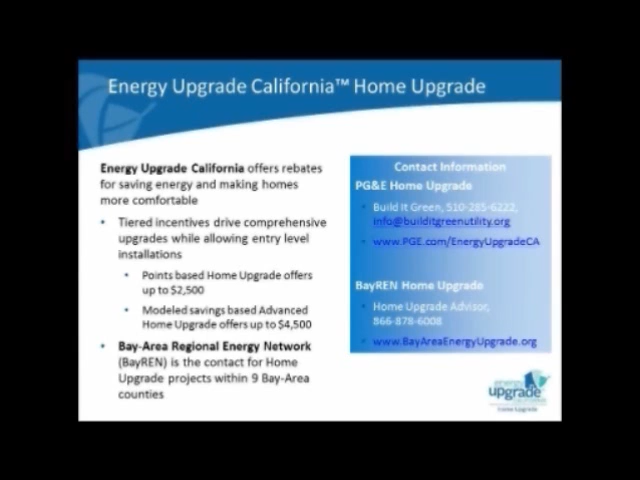 Energy Upgrade California™ Home Upgrade
Energy Upgrade California offers rebates
for saving energy and making homes
more comfortable
• Tiered incentives drive comprehensive
upgrades while allowing entry level
installations
• Points based Home Upgrade offers
up to $2,500
• Modeled savings based Advanced
Home Upgrade offers up to $4,500
• Bay-Area Regional Energy Network
(BayREN) is the contact for Home
Upgrade projects within 9 Bay-Area
counties
Contact Information
PG&E Home Upgrade
• Build It Green, 510-285-6222,
info@builditgreenutility.org
• www.PGE.com/EnergyUpgradeCA
BayREN Home Upgrade
• Home Upgrade Advisor,
866-878-6008
• www.BayAreaEnergyUpgrade.org
energy
upgrade
Home Upgrade